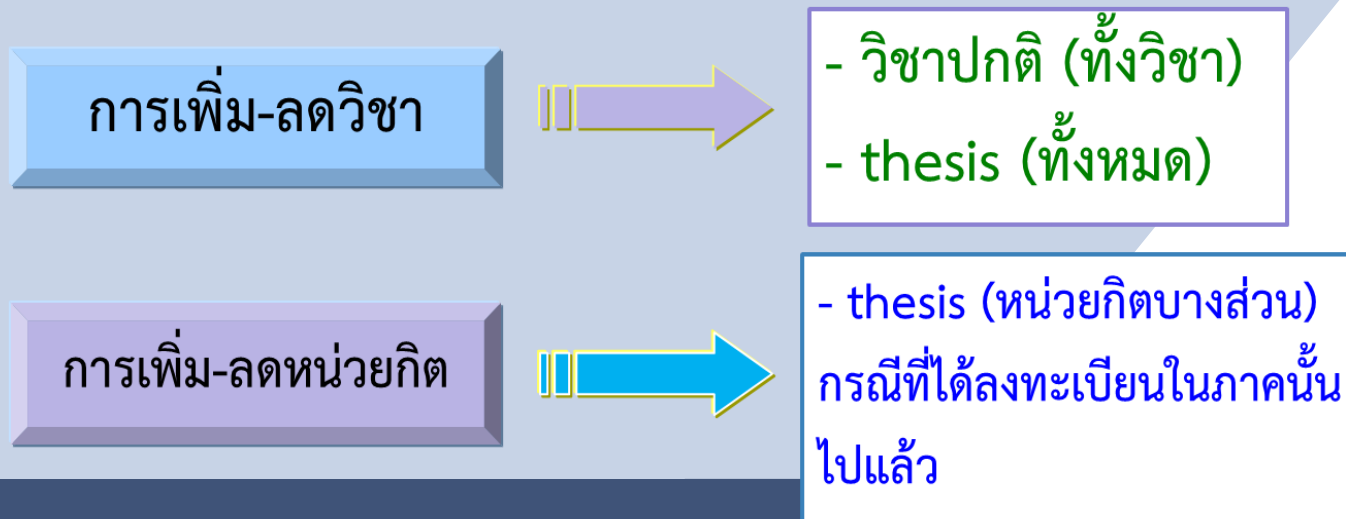 การเพิ่ม-ลดวิชา
- วิชาปกติ (ทั้งวิชา)
- thesis (ทั้งหมด)
การเพิ่ม-ลดหน่วยกิต
- thesis (หน่วยกิตบางส่วน)
กรณีที่ได้ลงทะเบียนในภาคนั้น
ไปแล้ว